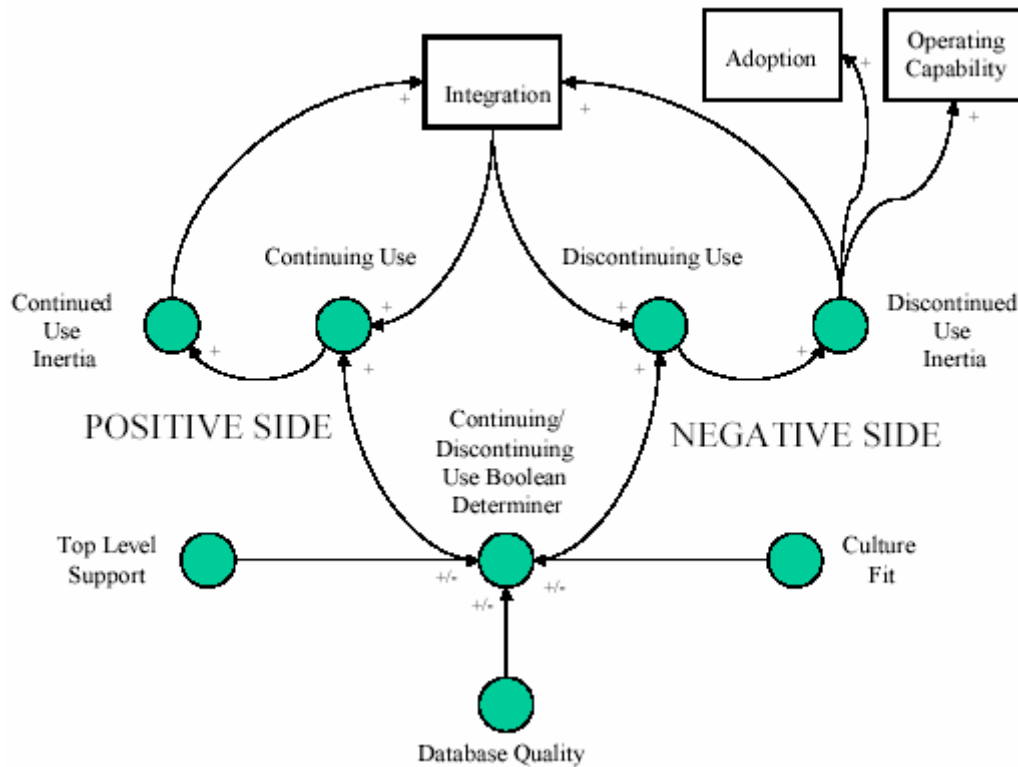 Integration
Adoption
Operating
Capability
+
+
+
+
Continuing Use
Discontinuing Use
Continued
Use
Inertia
Discontinued
Use
Inertia
+
+
+
+
+
+
POSITIVE SIDE
NEGATIVE SIDE
Continuing/
Discontinuing
Use Boolean
Determiner
Top Level
Support
Culture
Fit
+/-
+/-
+/-
Database Quality